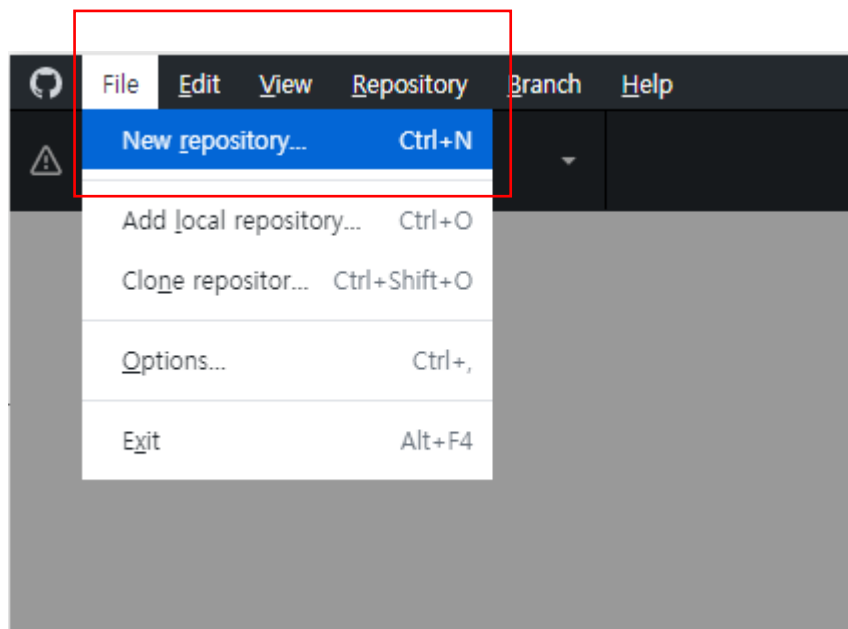 File Edit View Repository Branch Help
New repository... Ctrl+N
Add local repository... Ctrl+O
Clone repositor... Ctrl+Shift+O
Options... Ctrl+,
Exit Alt+F4